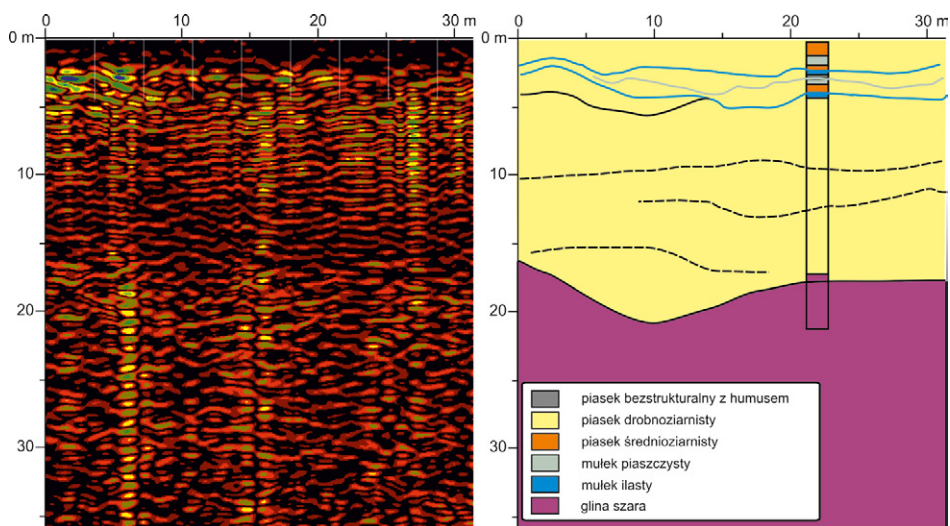 0 10 20 30 m
0 m
10
20
30
0 10 20 30 m
0 m
10
20
30
piasek bezstrukturalny z humusem
piasek drobnoziarnisty
piasek średnioziarnisty
mułek piaszczysty
mułek ilasty
glina szara